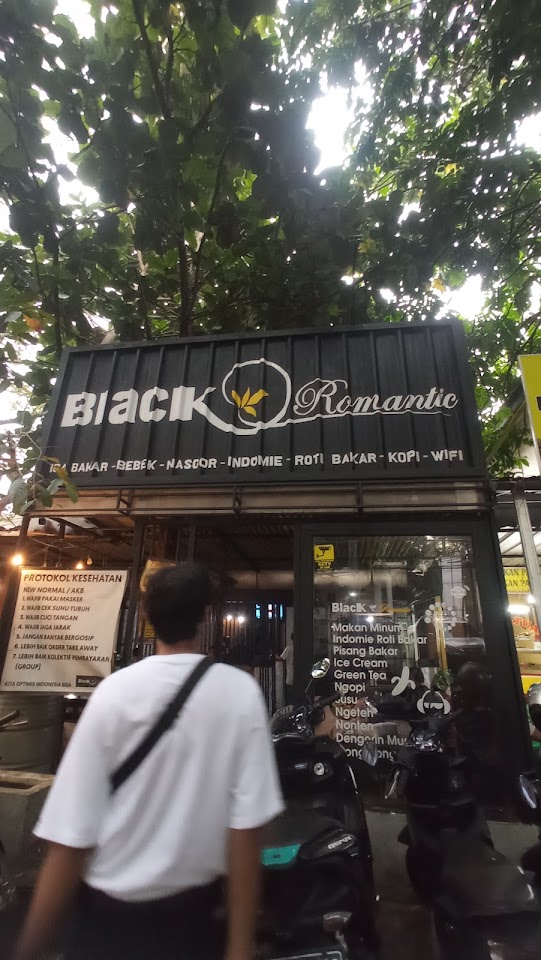 Black Romantic
IGA BAKAR - BEBEK - NASGOR - INDOMIE - ROTI BAKAR - KOPI - WIFI
PROTOKOL KESEHATAN
NEW NORMAL / AKB
1. WAJIB PAKAI MASKER
2. WAJIB CEK SUHU TUBUH
3. WAJIB CUCI TANGAN
4. WAJIB JAGA JARAK
5. JANGAN BANYAK BERGOSIP
6. LEBIH BAIK ORDER TAKE AWAY
7. LEBIH BAIK KOLEKTIF PEMBAYARAN
(GROUP)
KITA OPTIMIS INDONESIA BISA.
CCTV
Black
Makan Minum
Indomie Roti Bakar
Pisang Bakar
Ice Cream
Green Tea
Ngopi
Susu
Ngeteh
Nonton
Dengerin